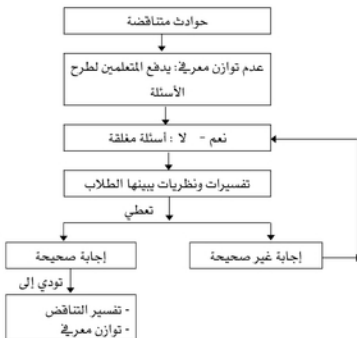 حوادث متناقضة
عدم توازن معرفي: يدفع المتعلمين لطرح
الأسئلة
نعم - لا : أسئلة مغلقة
تفسيرات ونظريات يبينها الطلاب
تعطي
إجابة صحيحة
إجابة غير صحيحة
تودي إلى
- تفسير التناقض
- توازن معرفي